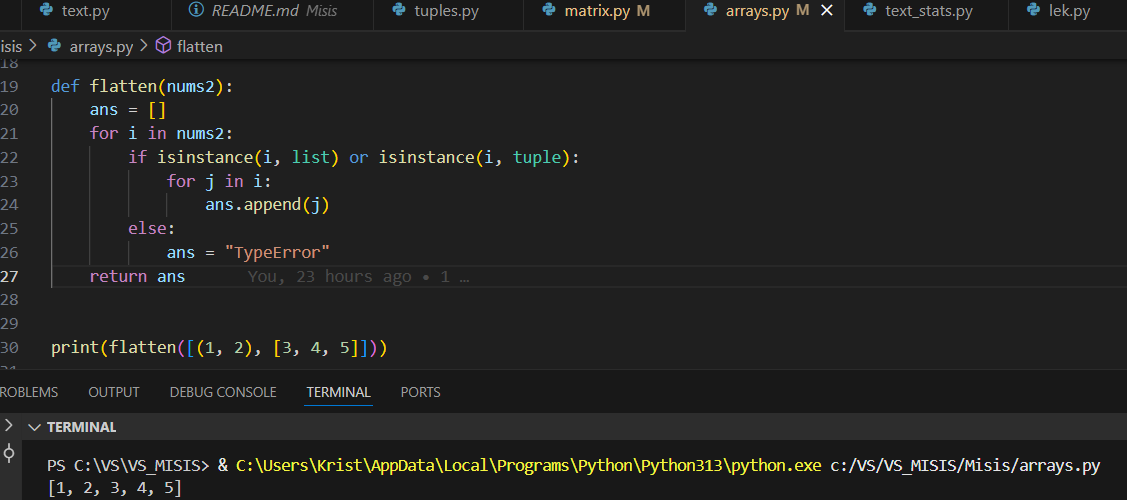 text.py README.md Misis tuples.py matrix.py M arrays.py M text_stats.py lek.py
isis > arrays.py > flatten
18
19 def flatten(nums2):
20     ans = []
21     for i in nums2:
22         if isinstance(i, list) or isinstance(i, tuple):
23             for j in i:
24                 ans.append(j)
25         else:
26             ans = "TypeError"
27     return ans You, 23 hours ago • 1 …
28
29
30 print(flatten([(1, 2), [3, 4, 5]]))
31
ROBLEMS OUTPUT DEBUG CONSOLE TERMINAL PORTS
TERMINAL
PS C:\VS\VS_MISIS> & C:\Users\Krist\AppData\Local\Programs\Python\Python313\python.exe c:/VS/VS_MISIS/Misis/arrays.py
[1, 2, 3, 4, 5]